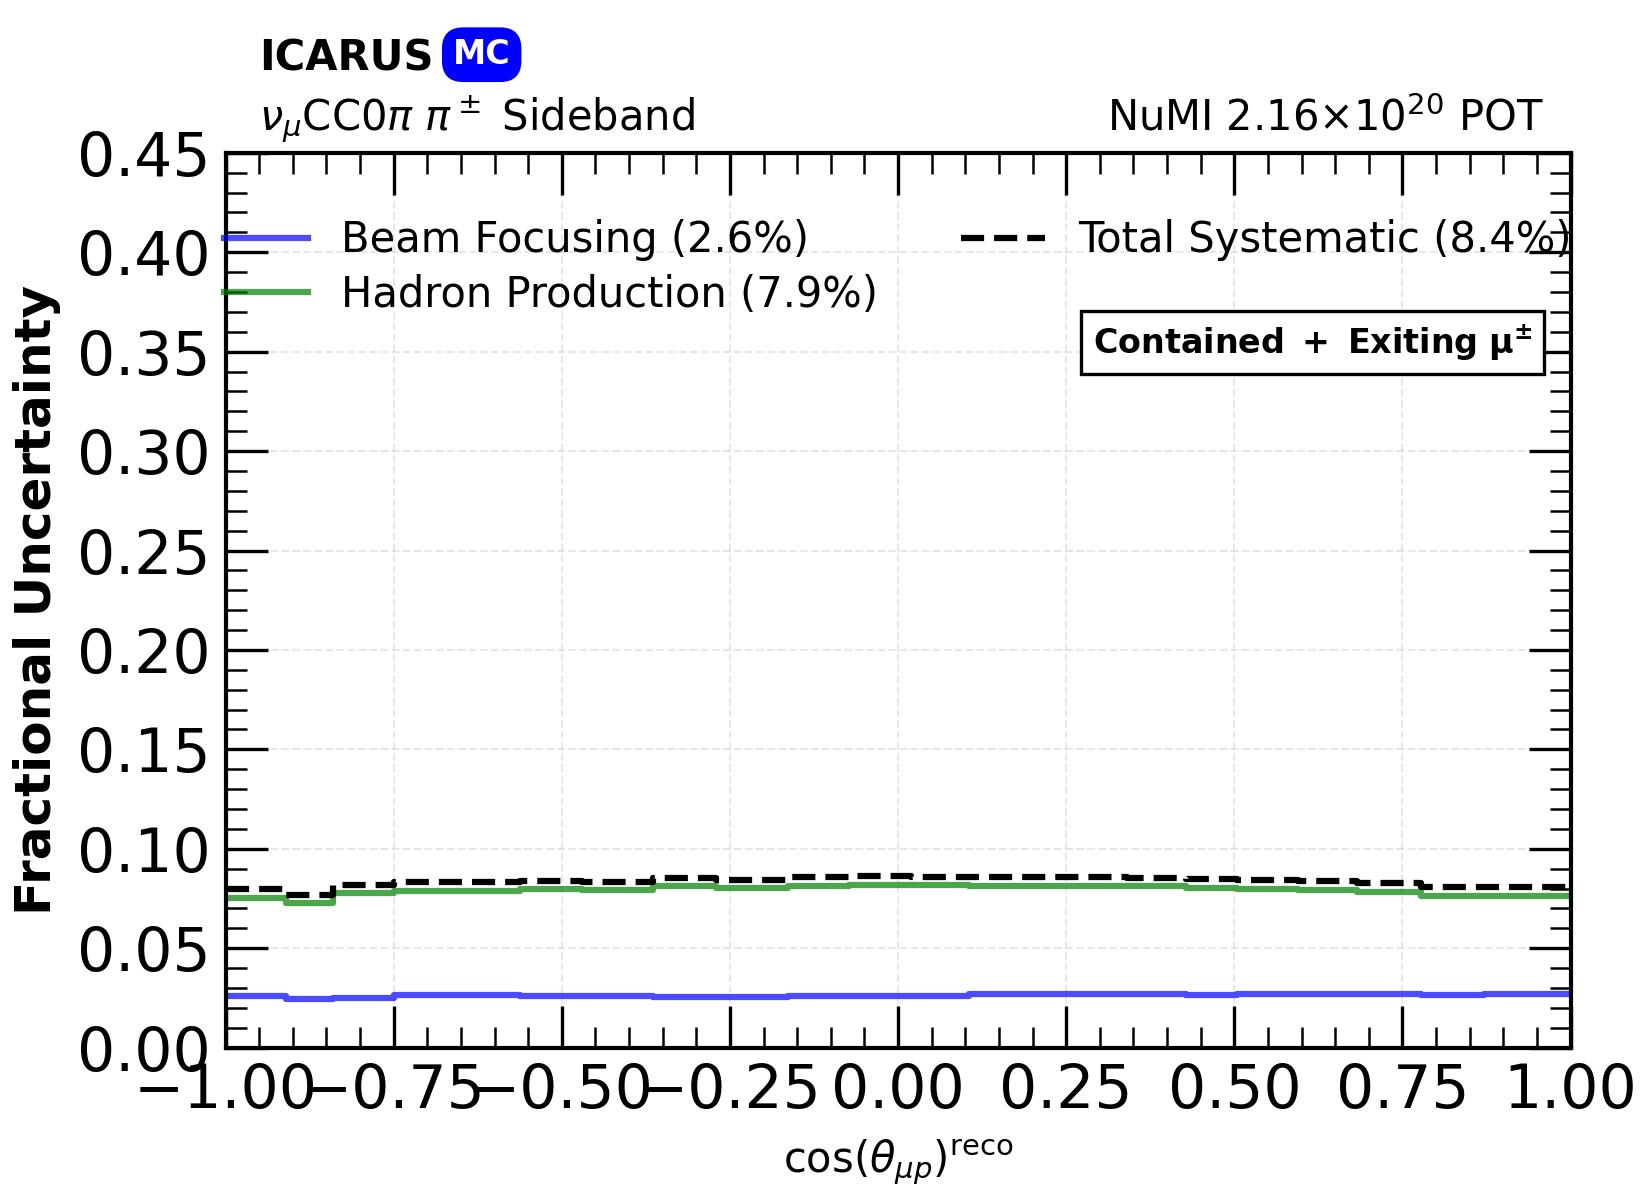 ICARUS MC
νμCC0π π± Sideband NuMI 2.16×10²⁰ POT
Beam Focusing (2.6%) Total Systematic (8.4%)
Hadron Production (7.9%)
Contained + Exiting μ±
Fractional Uncertainty
0.45
0.40
0.35
0.30
0.25
0.20
0.15
0.10
0.05
0.00
−1.00 −0.75 −0.50 −0.25 0.00 0.25 0.50 0.75 1.00
cos(θμp)reco